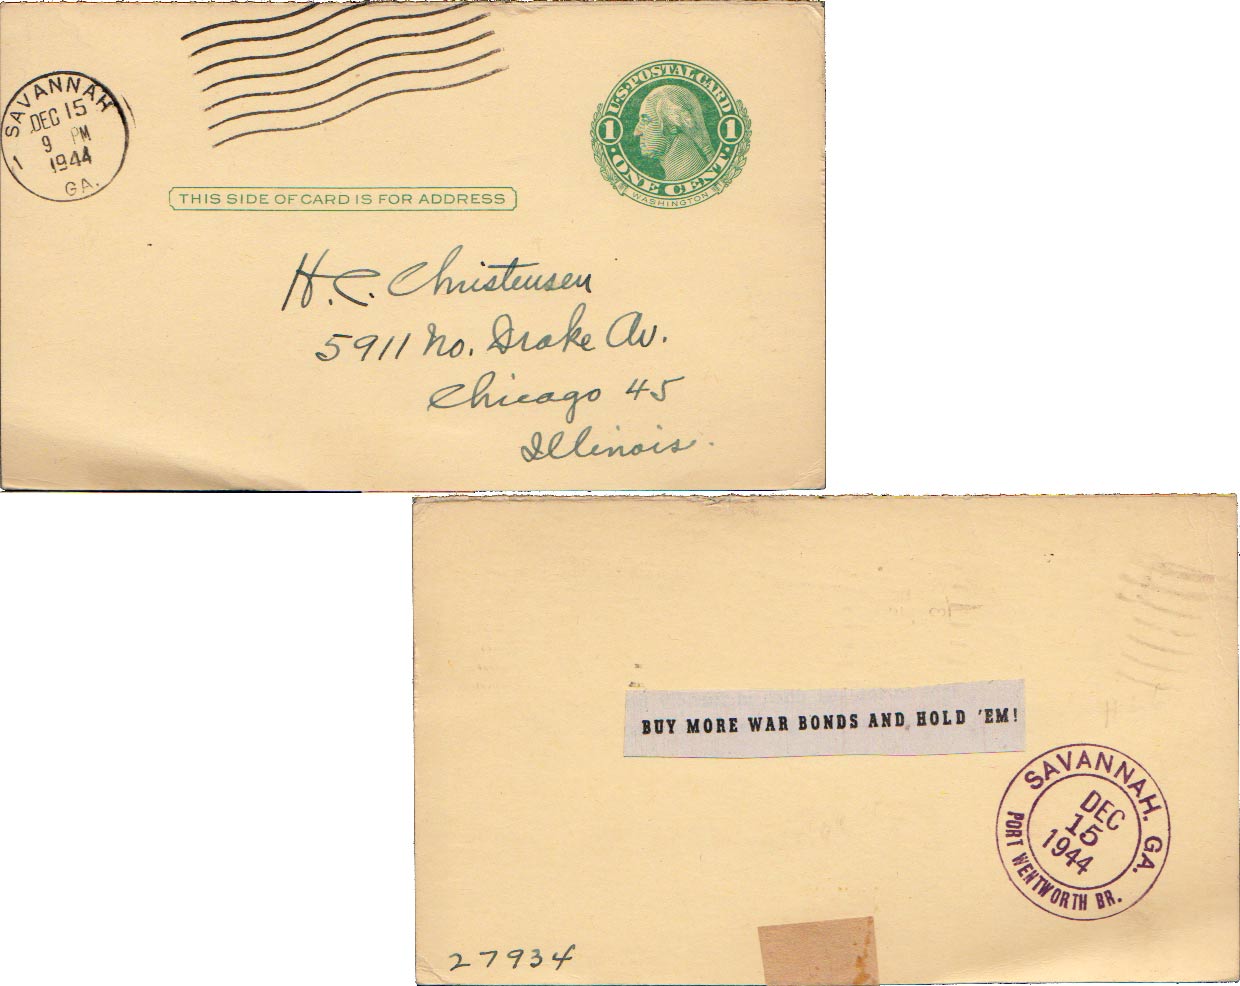 SAVANNAH
DEC 15
9 PM
1944
GA.
1
U.S. POSTAL CARD
1 1
ONE CENT
WASHINGTON
THIS SIDE OF CARD IS FOR ADDRESS
H. C. Christensen
5911 No. Drake Av.
Chicago 45
Illinois.
BUY MORE WAR BONDS AND HOLD 'EM!
SAVANNAH. GA.
DEC
15
1944
PORT WENTWORTH BR.
27934